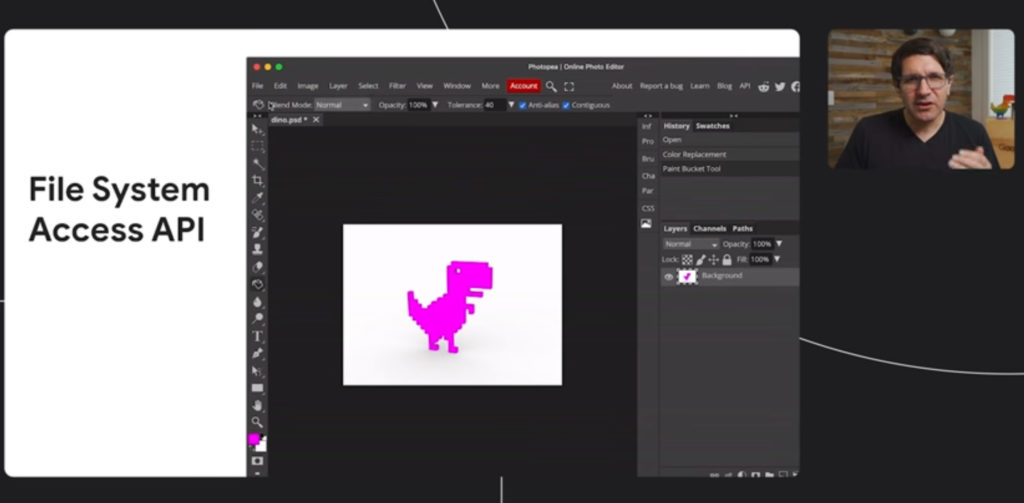 File System
Access API
Photopea | Online Photo Editor
File Edit Image Layer Select Filter View Window More Account About Report a bug Learn Blog API
Blend Mode: Normal Opacity: 100% Tolerance: 40 Anti-alias Contiguous
dino.psd *
Inf
Pro
Bru
Cha
Par
CSS
History Swatches
Open
Color Replacement
Paint Bucket Tool
Layers Channels Paths
Normal Opacity: 100%
Lock: Fill: 100%
Background